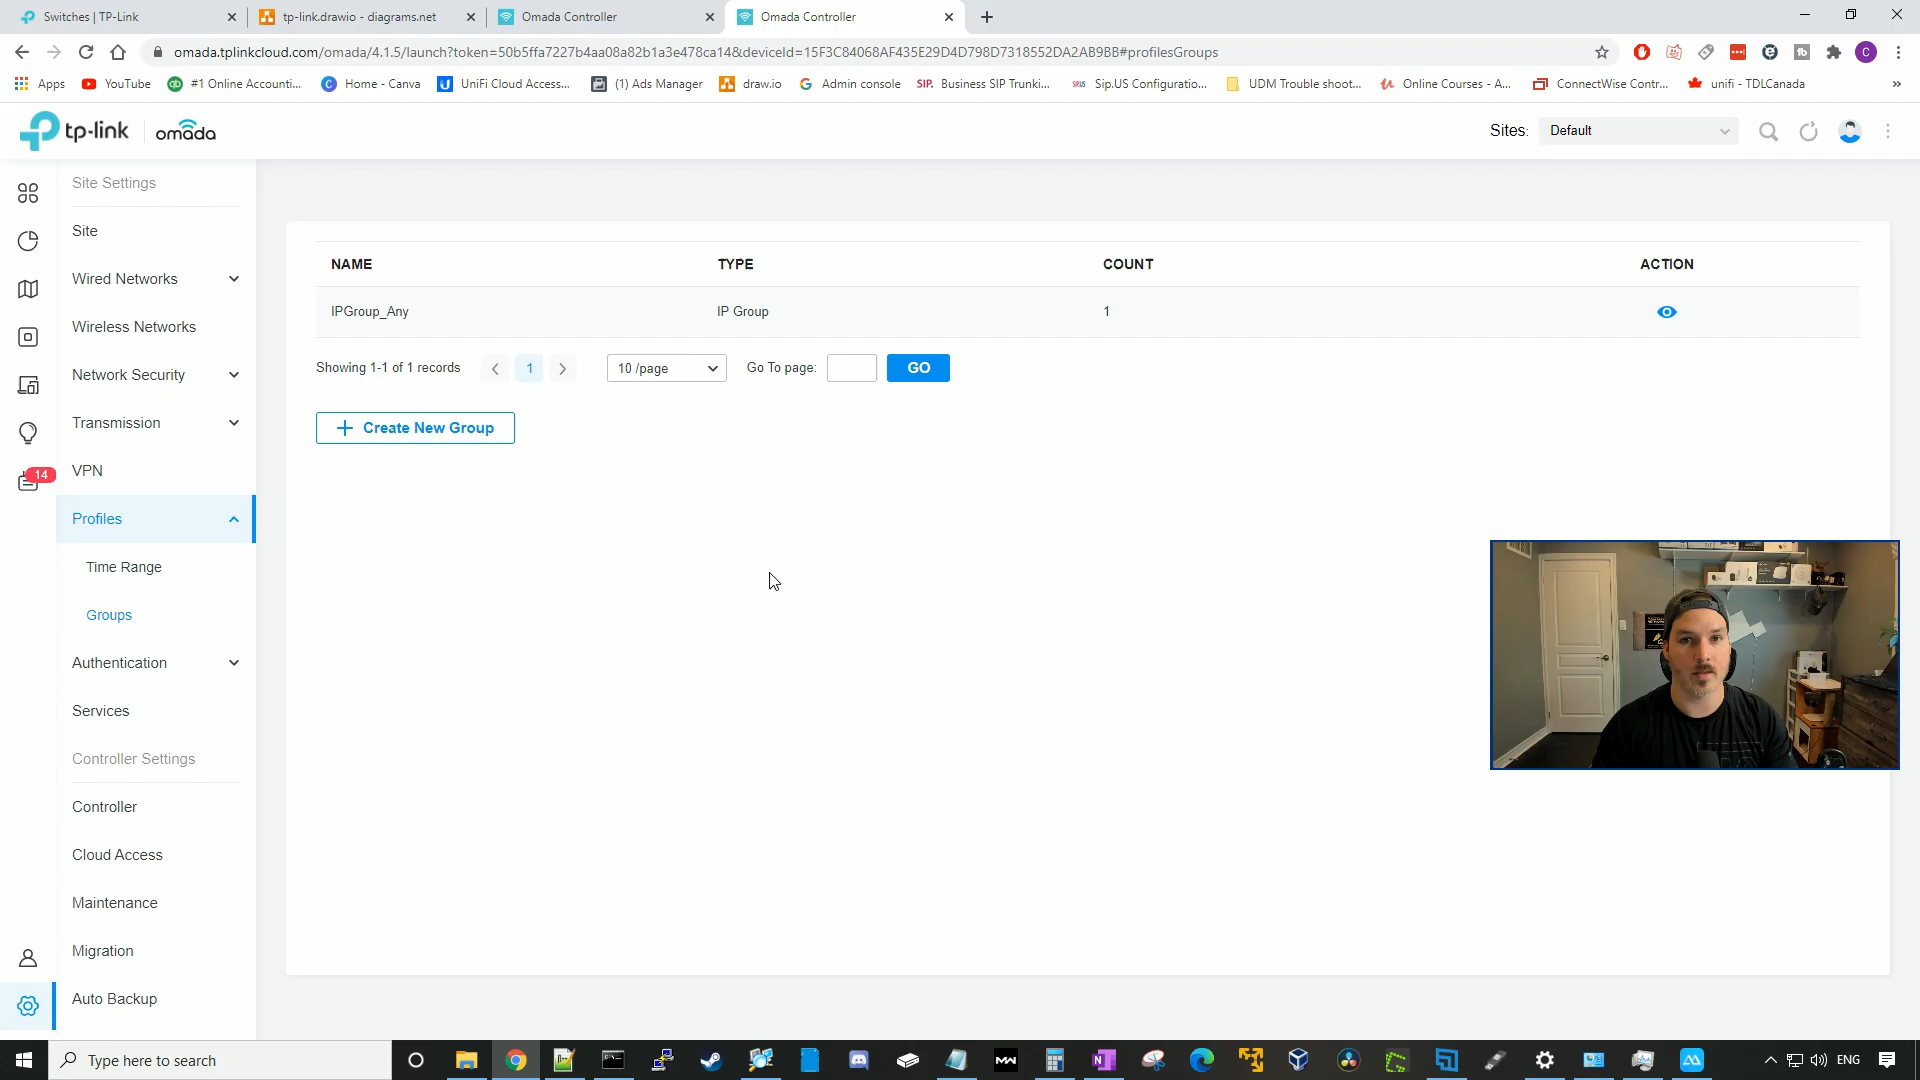 Switches | TP-Link
tp-link.drawio - diagrams.net
Omada Controller
Omada Controller
omada.tplinkcloud.com/omada/4.1.5/launch?token=50b5ffa7227b4aa08a82b1a3e478ca14&deviceId=15F3C84068AF435E29D4D798D7318552DA2AB9BB#profilesGroups
C
Apps
YouTube
#1 Online Accounti...
Home - Canva
UniFi Cloud Access...
(1) Ads Manager
draw.io
Admin console
SIP. Business SIP Trunki...
Sip.US Configuratio...
UDM Trouble shoot...
Online Courses - A...
ConnectWise Contr...
unifi - TDLCanada
»
tp-link
omada
Sites:
Default
Site Settings
Site
Wired Networks
Wireless Networks
Network Security
Transmission
14
VPN
Profiles
Time Range
Groups
Authentication
Services
Controller Settings
Controller
Cloud Access
Maintenance
Migration
Auto Backup
NAME TYPE COUNT ACTION
IPGroup_Any IP Group 1
Showing 1-1 of 1 records
1
10 /page
Go To page:
GO
+ Create New Group
Type here to search
ENG